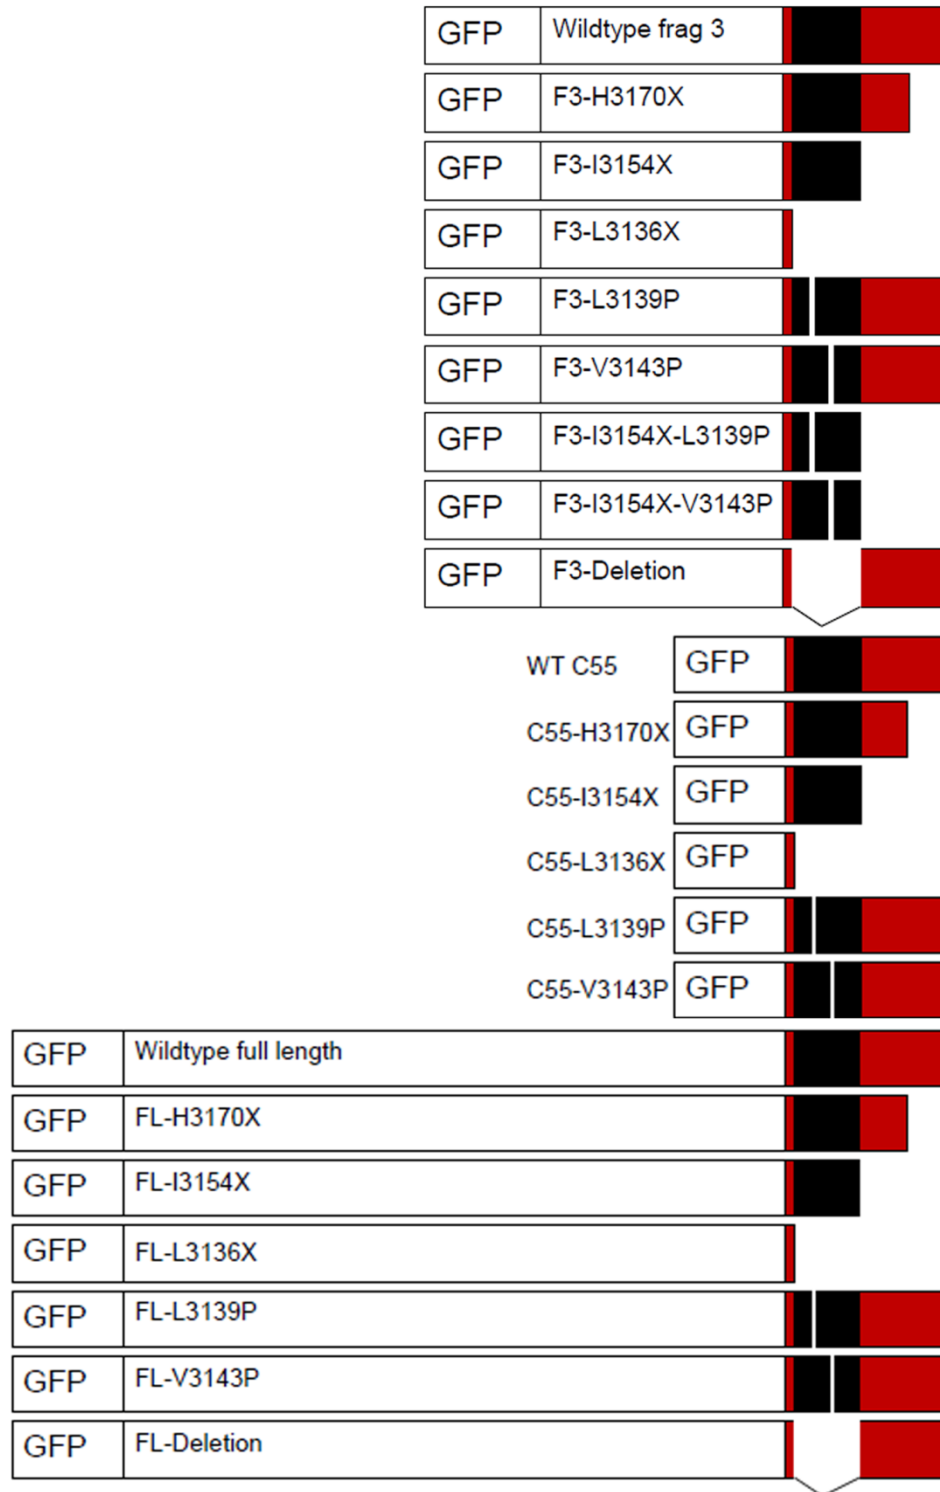 GFP Wildtype frag 3
GFP F3-H3170X
GFP F3-I3154X
GFP F3-L3136X
GFP F3-L3139P
GFP F3-V3143P
GFP F3-I3154X-L3139P
GFP F3-I3154X-V3143P
GFP F3-Deletion
WT C55 GFP
C55-H3170X GFP
C55-I3154X GFP
C55-L3136X GFP
C55-L3139P GFP
C55-V3143P GFP
GFP Wildtype full length
GFP FL-H3170X
GFP FL-I3154X
GFP FL-L3136X
GFP FL-L3139P
GFP FL-V3143P
GFP FL-Deletion